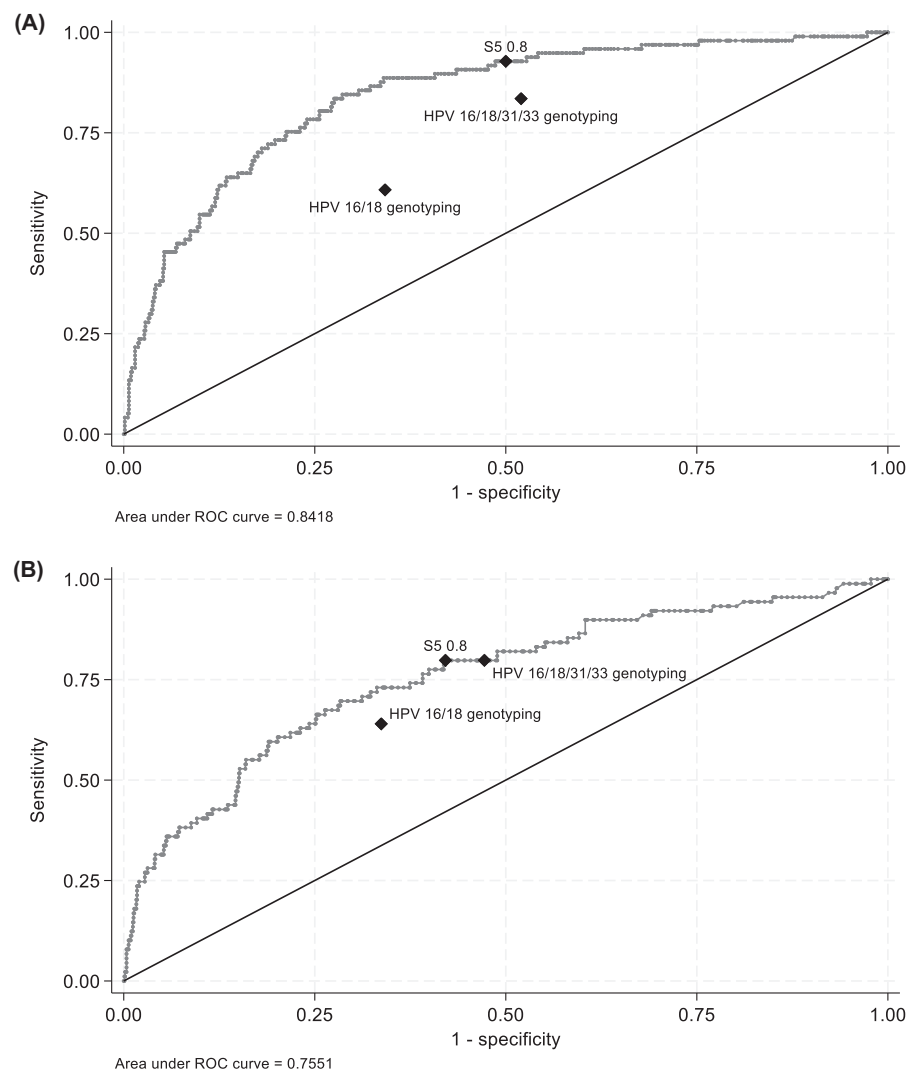 (A)
1.00
S5 0.8
HPV 16/18/31/33 genotyping
0.75
HPV 16/18 genotyping
Sensitivity
0.50
0.25
0.00
0.00 0.25 0.50 0.75 1.00
1 - specificity
Area under ROC curve = 0.8418
(B)
1.00
S5 0.8
HPV 16/18/31/33 genotyping
0.75
HPV 16/18 genotyping
Sensitivity
0.50
0.25
0.00
0.00 0.25 0.50 0.75 1.00
1 - specificity
Area under ROC curve = 0.7551